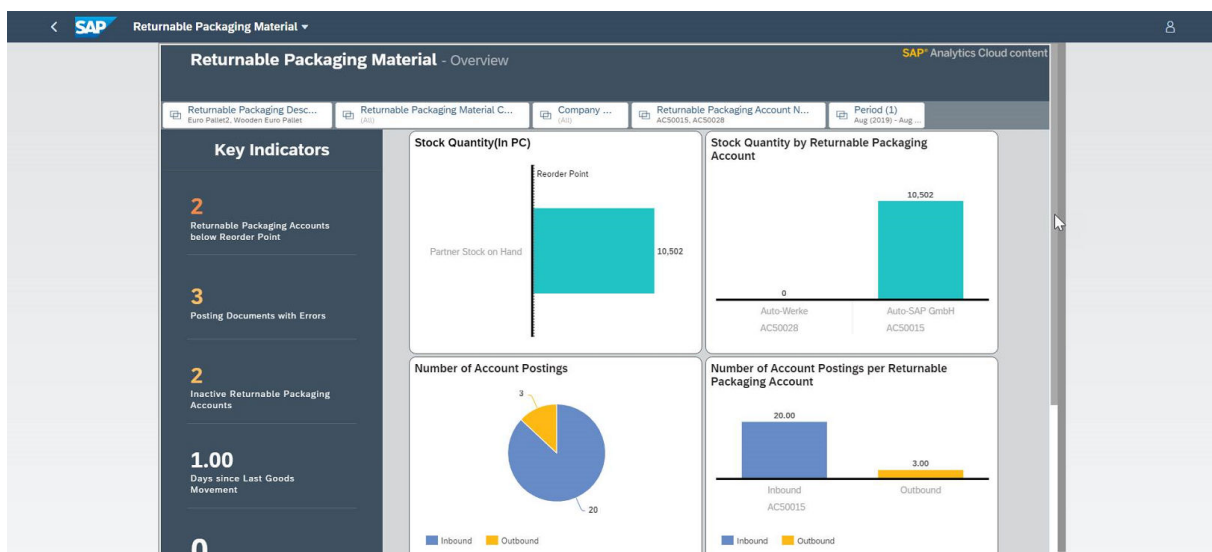 SAP Returnable Packaging Material
Returnable Packaging Material - Overview
SAP® Analytics Cloud content
Returnable Packaging Desc...
Euro Pallet2, Wooden Euro Pallet
Returnable Packaging Material C...
(All)
Company ...
(All)
Returnable Packaging Account N...
AC50015, AC50028
Period (1)
Aug (2019) - Aug ...
Key Indicators
2
Returnable Packaging Accounts
below Reorder Point
3
Posting Documents with Errors
2
Inactive Returnable Packaging
Accounts
1.00
Days since Last Goods
Movement
0
Stock Quantity(In PC)
Reorder Point
Partner Stock on Hand
10,502
Stock Quantity by Returnable Packaging
Account
10,502
0
Auto-Werke
Auto-SAP GmbH
AC50028
AC50015
Number of Account Postings
3
20
Inbound
Outbound
Number of Account Postings per Returnable
Packaging Account
20.00
3.00
Inbound
Outbound
AC50015
Inbound
Outbound